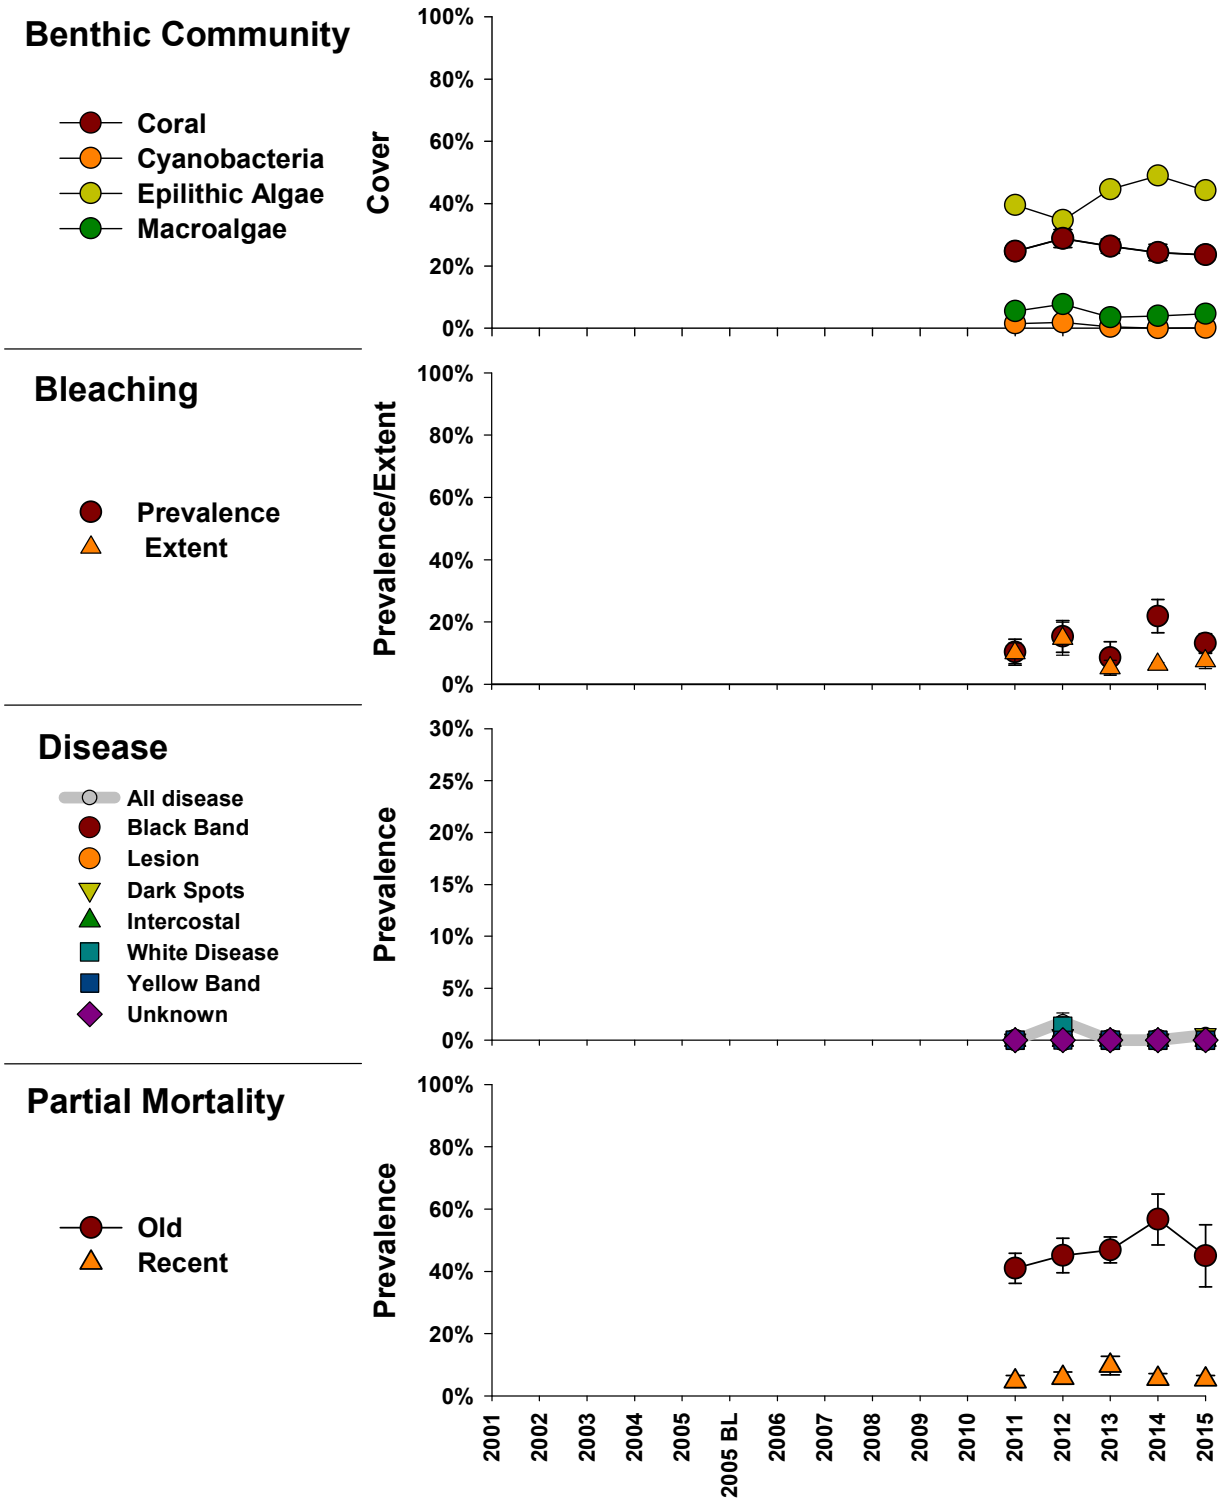 Benthic Community
Coral
Cyanobacteria
Epilithic Algae
Macroalgae
Cover
100%
80%
60%
40%
20%
0%
Bleaching
Prevalence
Extent
Prevalence/Extent
100%
80%
60%
40%
20%
0%
Disease
All disease
Black Band
Lesion
Dark Spots
Intercostal
White Disease
Yellow Band
Unknown
Prevalence
30%
25%
20%
15%
10%
5%
0%
Partial Mortality
Old
Recent
Prevalence
100%
80%
60%
40%
20%
0%
2001
2002
2003
2004
2005
2005 BL
2006
2007
2008
2009
2010
2011
2012
2013
2014
2015